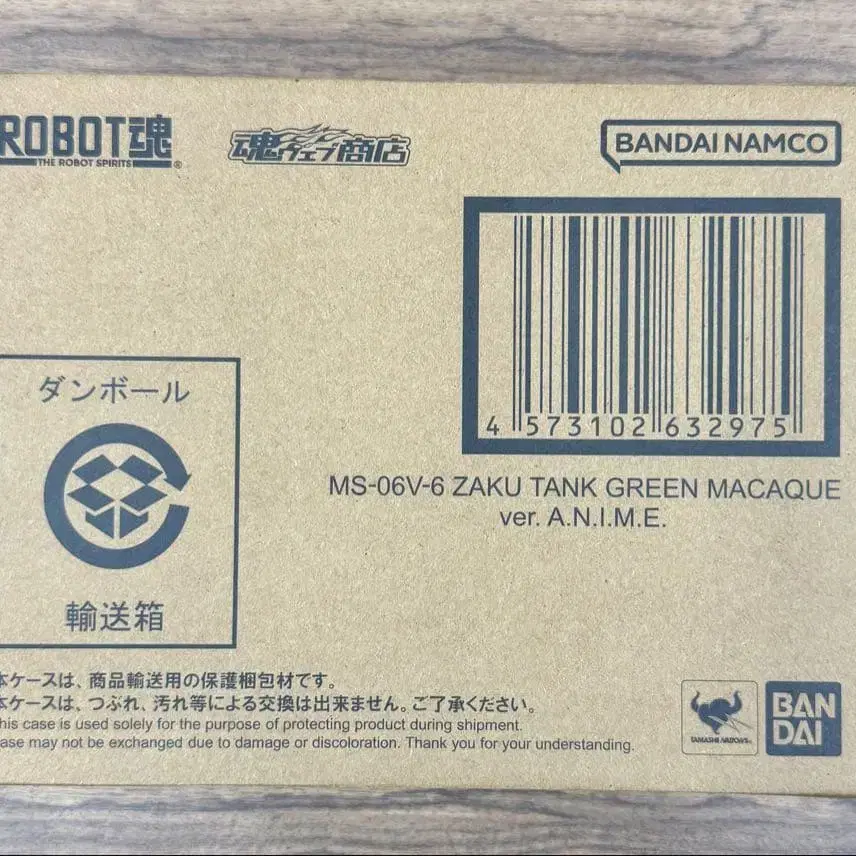 ROBOT魂
THE ROBOT SPIRITS ®
魂ウェブ商店
BANDAI NAMCO
4 573102 632975
MS-06V-6 ZAKU TANK GREEN MACAQUE
ver. A.N.I.M.E.
ダンボール
輸送箱
本ケースは、商品輸送用の保護梱包材です。
本ケースは、つぶれ、汚れ等による交換は出来ません。ご了承ください。
his case is used solely for the purpose of protecting product during shipment.
ase may not be exchanged due to damage or discoloration. Thank you for your understanding.
TAMASHII NATIONS
BAN
DAI